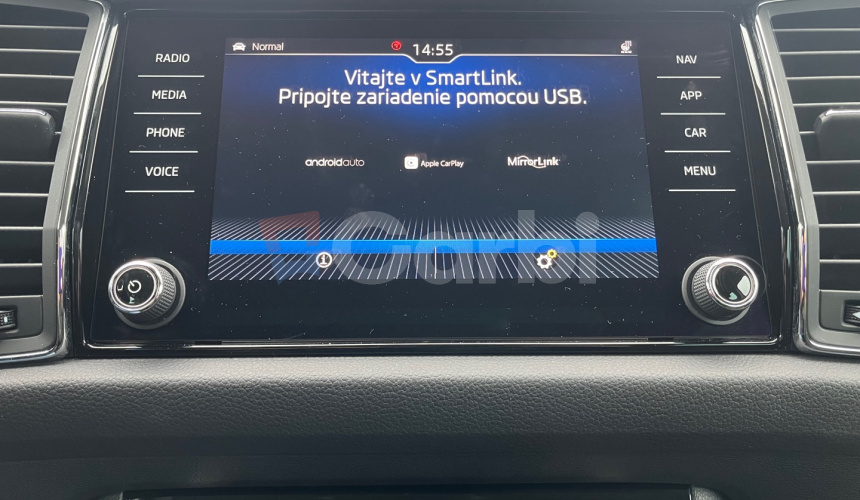 Normal 14:55
Vitajte v SmartLink.
Pripojte zariadenie pomocou USB.
androidauto Apple CarPlay MirrorLink
RADIO
MEDIA
PHONE
VOICE
NAV
APP
CAR
MENU
Garbi